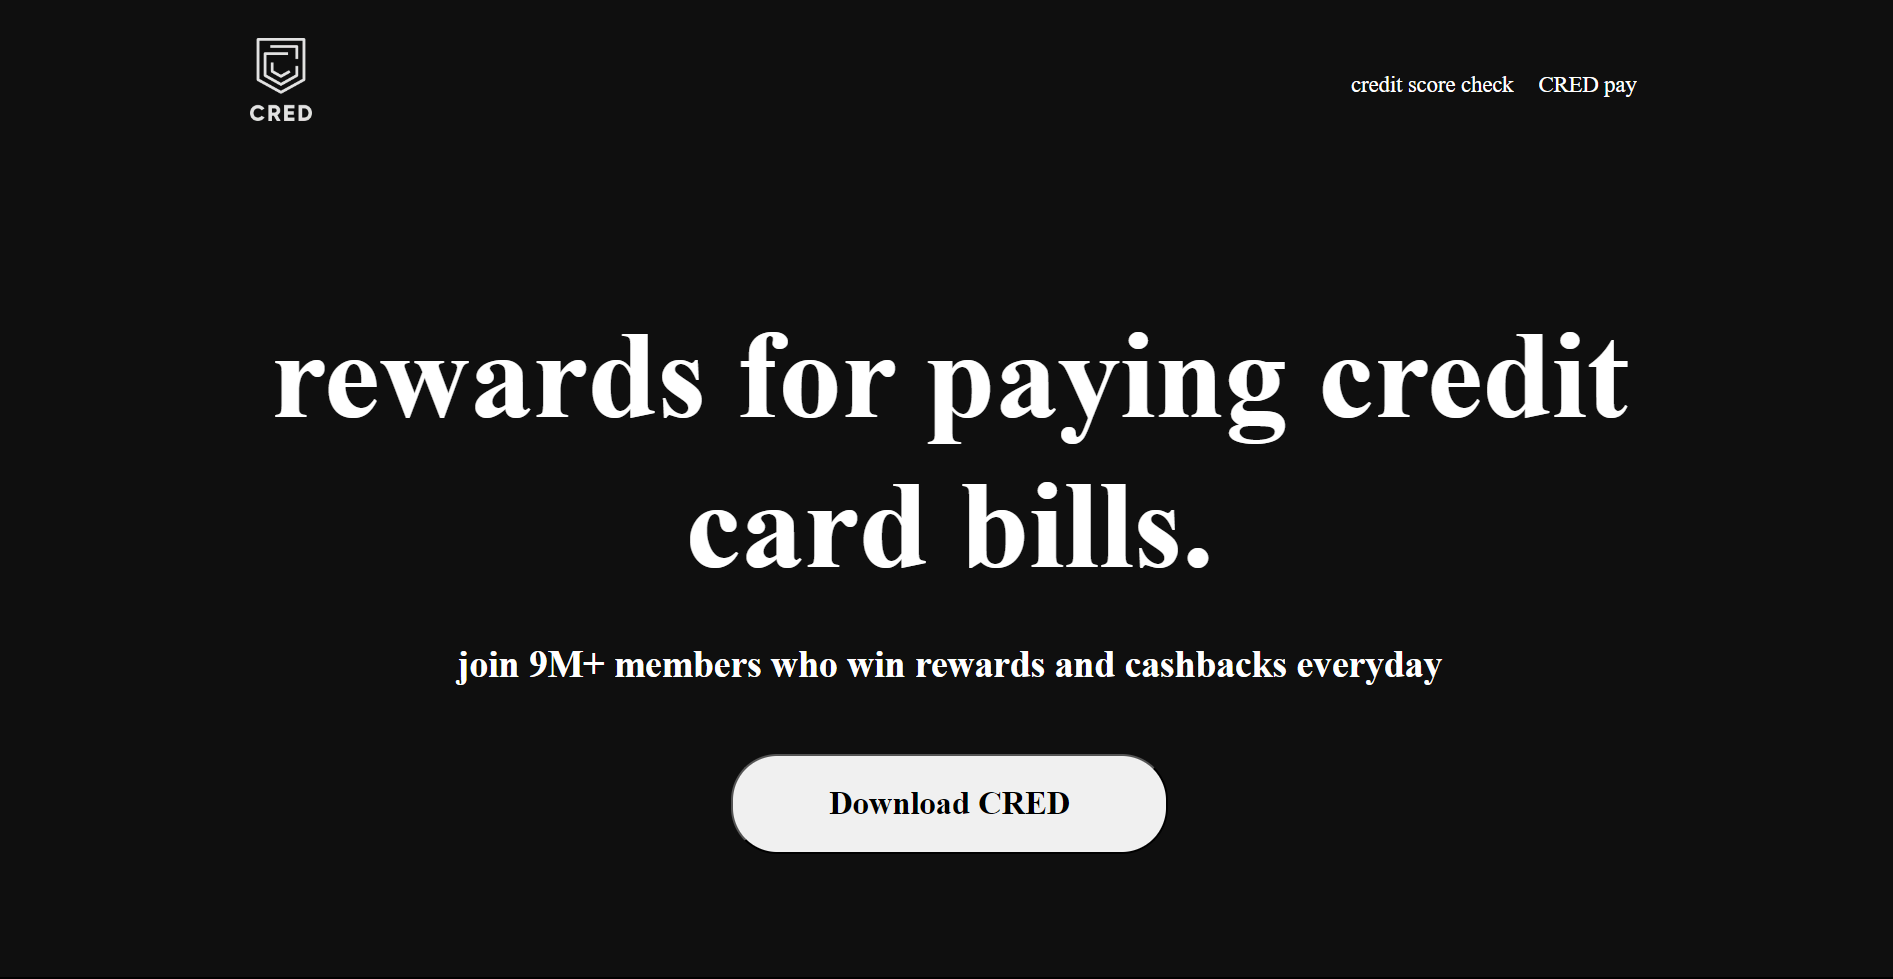 CRED
credit score check CRED pay
rewards for paying credit
card bills.
join 9M+ members who win rewards and cashbacks everyday
Download CRED